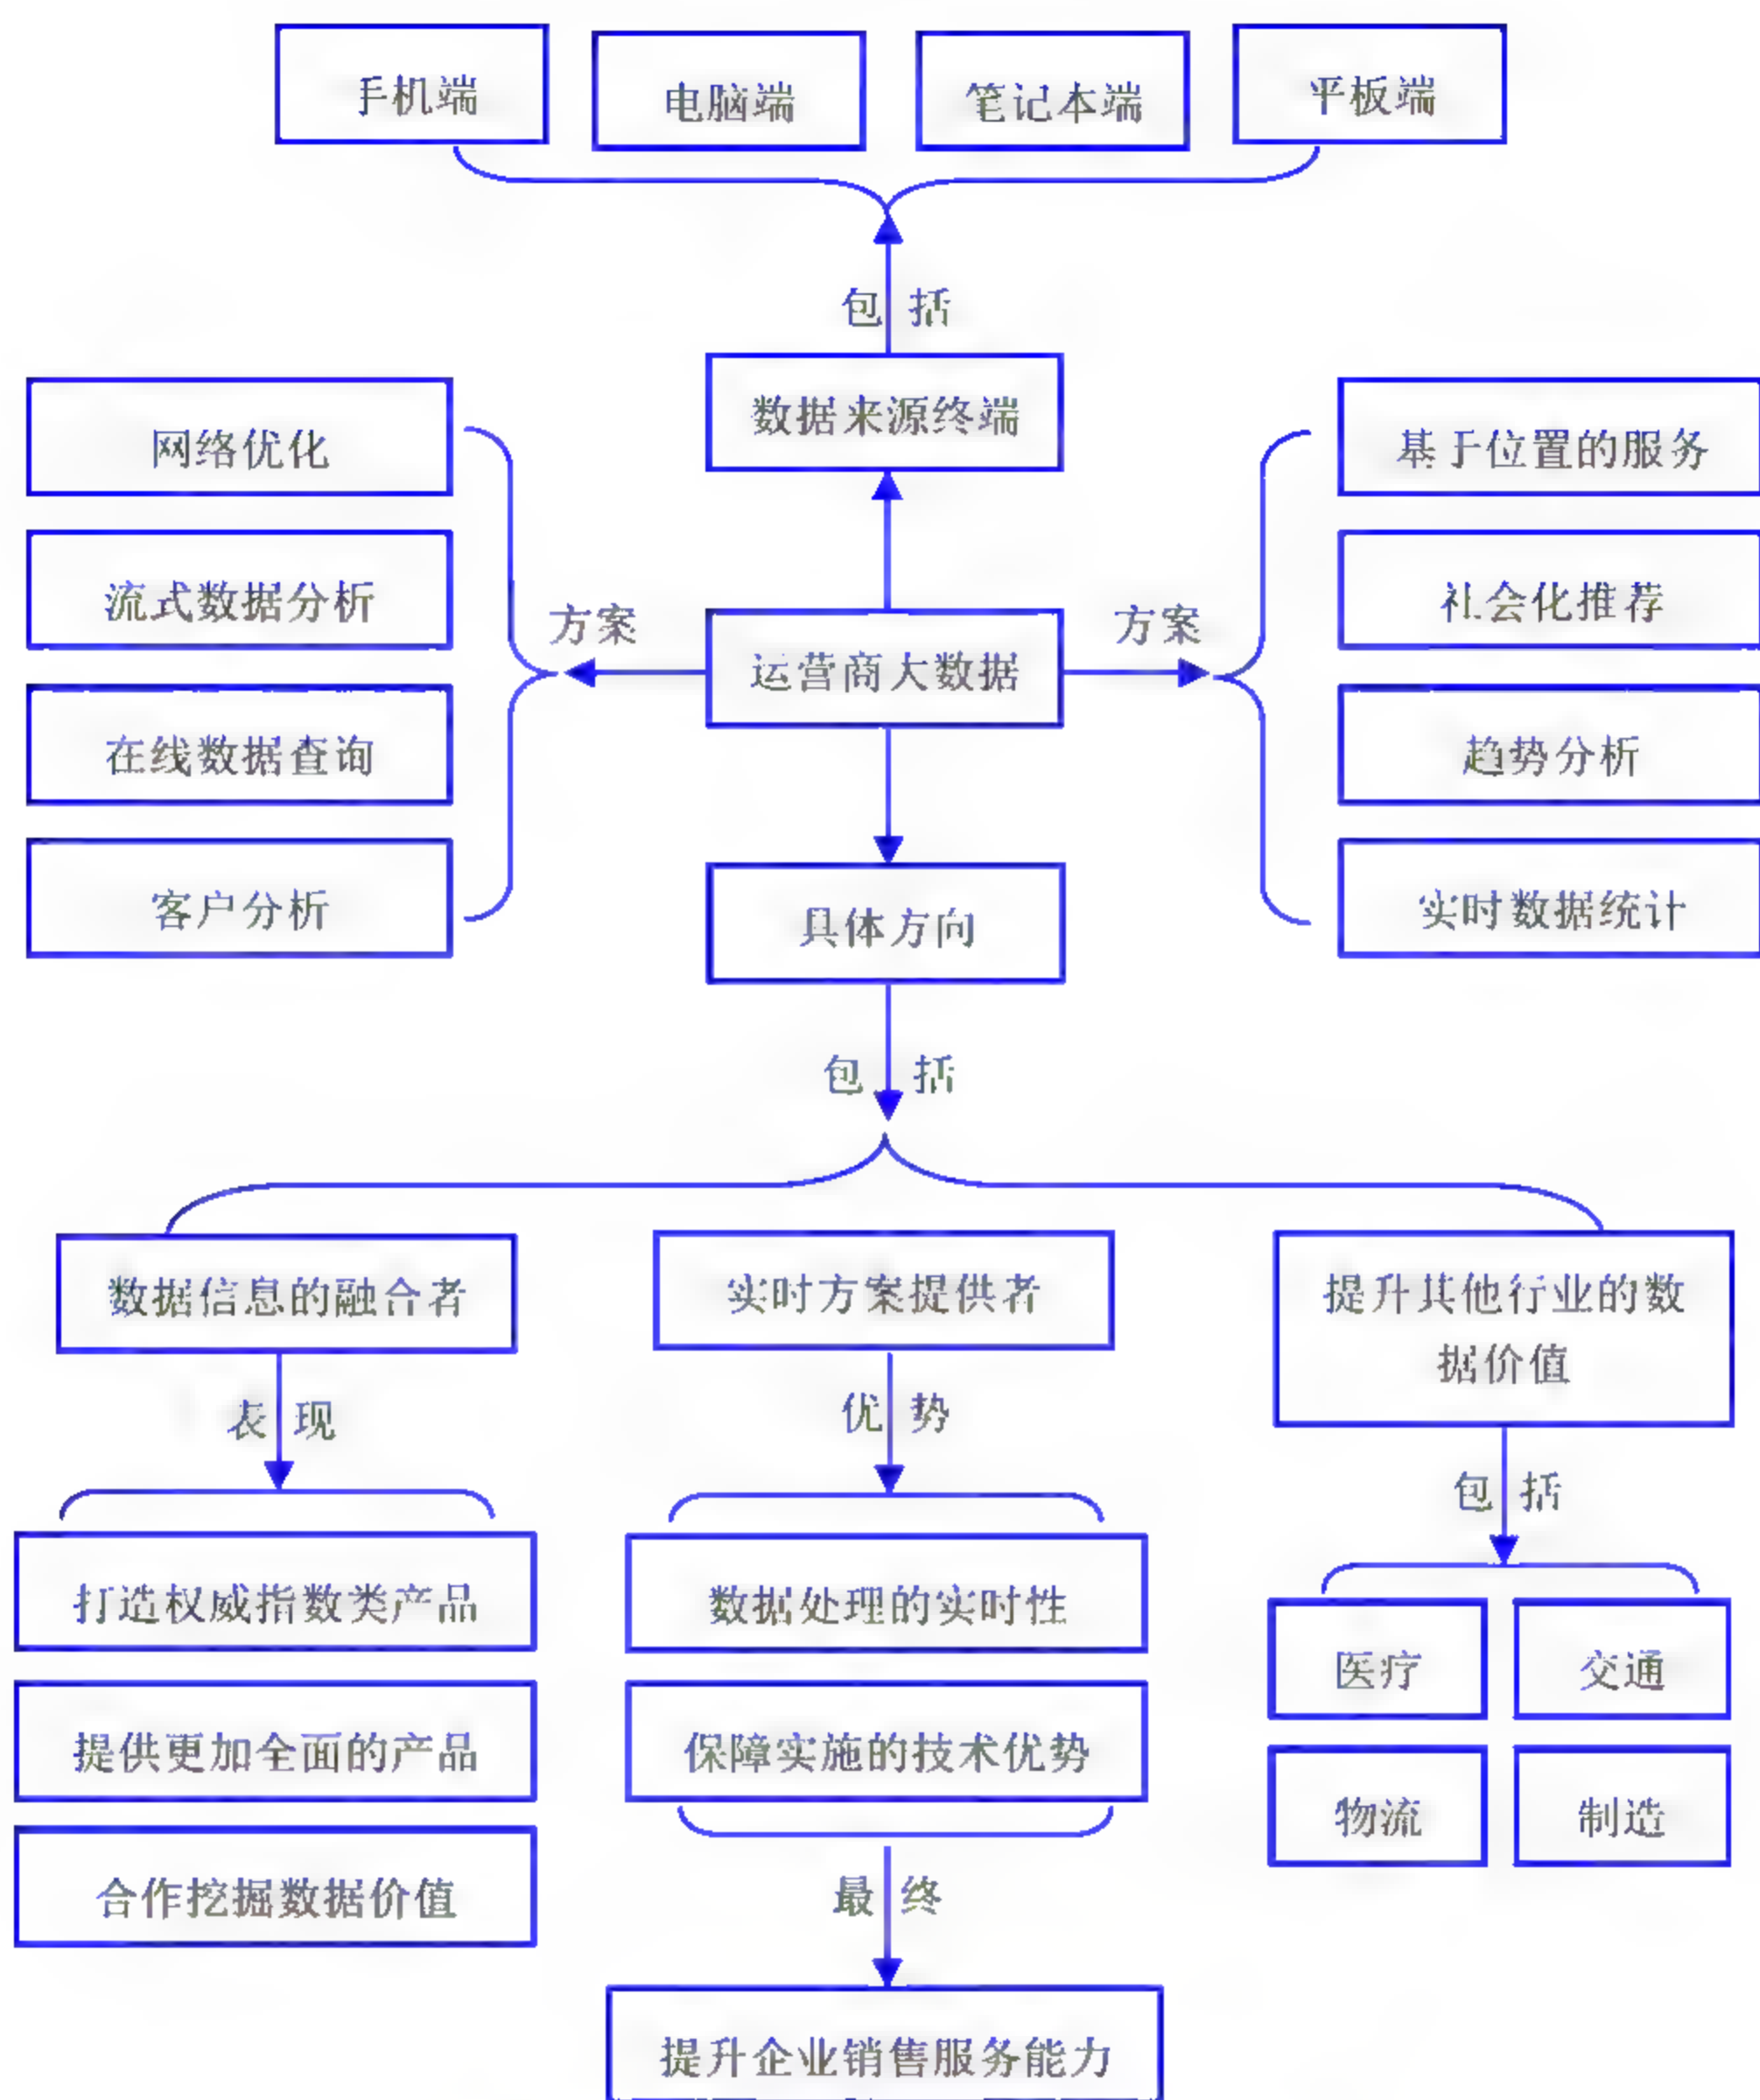 手机端
电脑端
笔记本端
平板端
包括
数据来源终端
网络优化
流式数据分析
在线数据查询
客户分析
方案
运营商大数据
方案
基于位置的服务
社会化推荐
趋势分析
实时数据统计
具体方向
包括
数据信息的融合者
实时方案提供者
提升其他行业的数
据价值
表现
优势
包括
打造权威指数类产品
提供更加全面的产品
合作挖掘数据价值
数据处理的实时性
保障实施的技术优势
医疗
交通
物流
制造
最终
提升企业销售服务能力